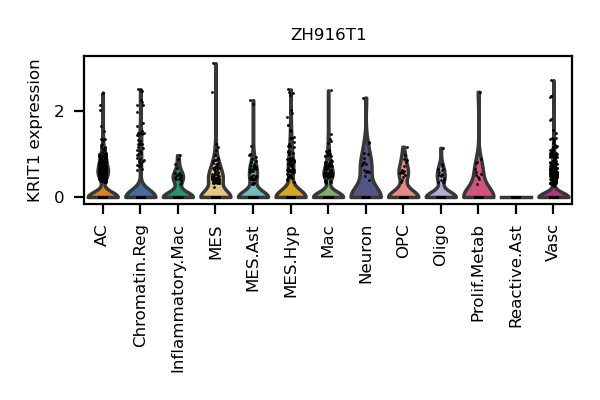 ZH916T1
KRIT1 expression
2
0
AC
Chromatin.Reg
Inflammatory.Mac
MES
MES.Ast
MES.Hyp
Mac
Neuron
OPC
Oligo
Prolif.Metab
Reactive.Ast
Vasc